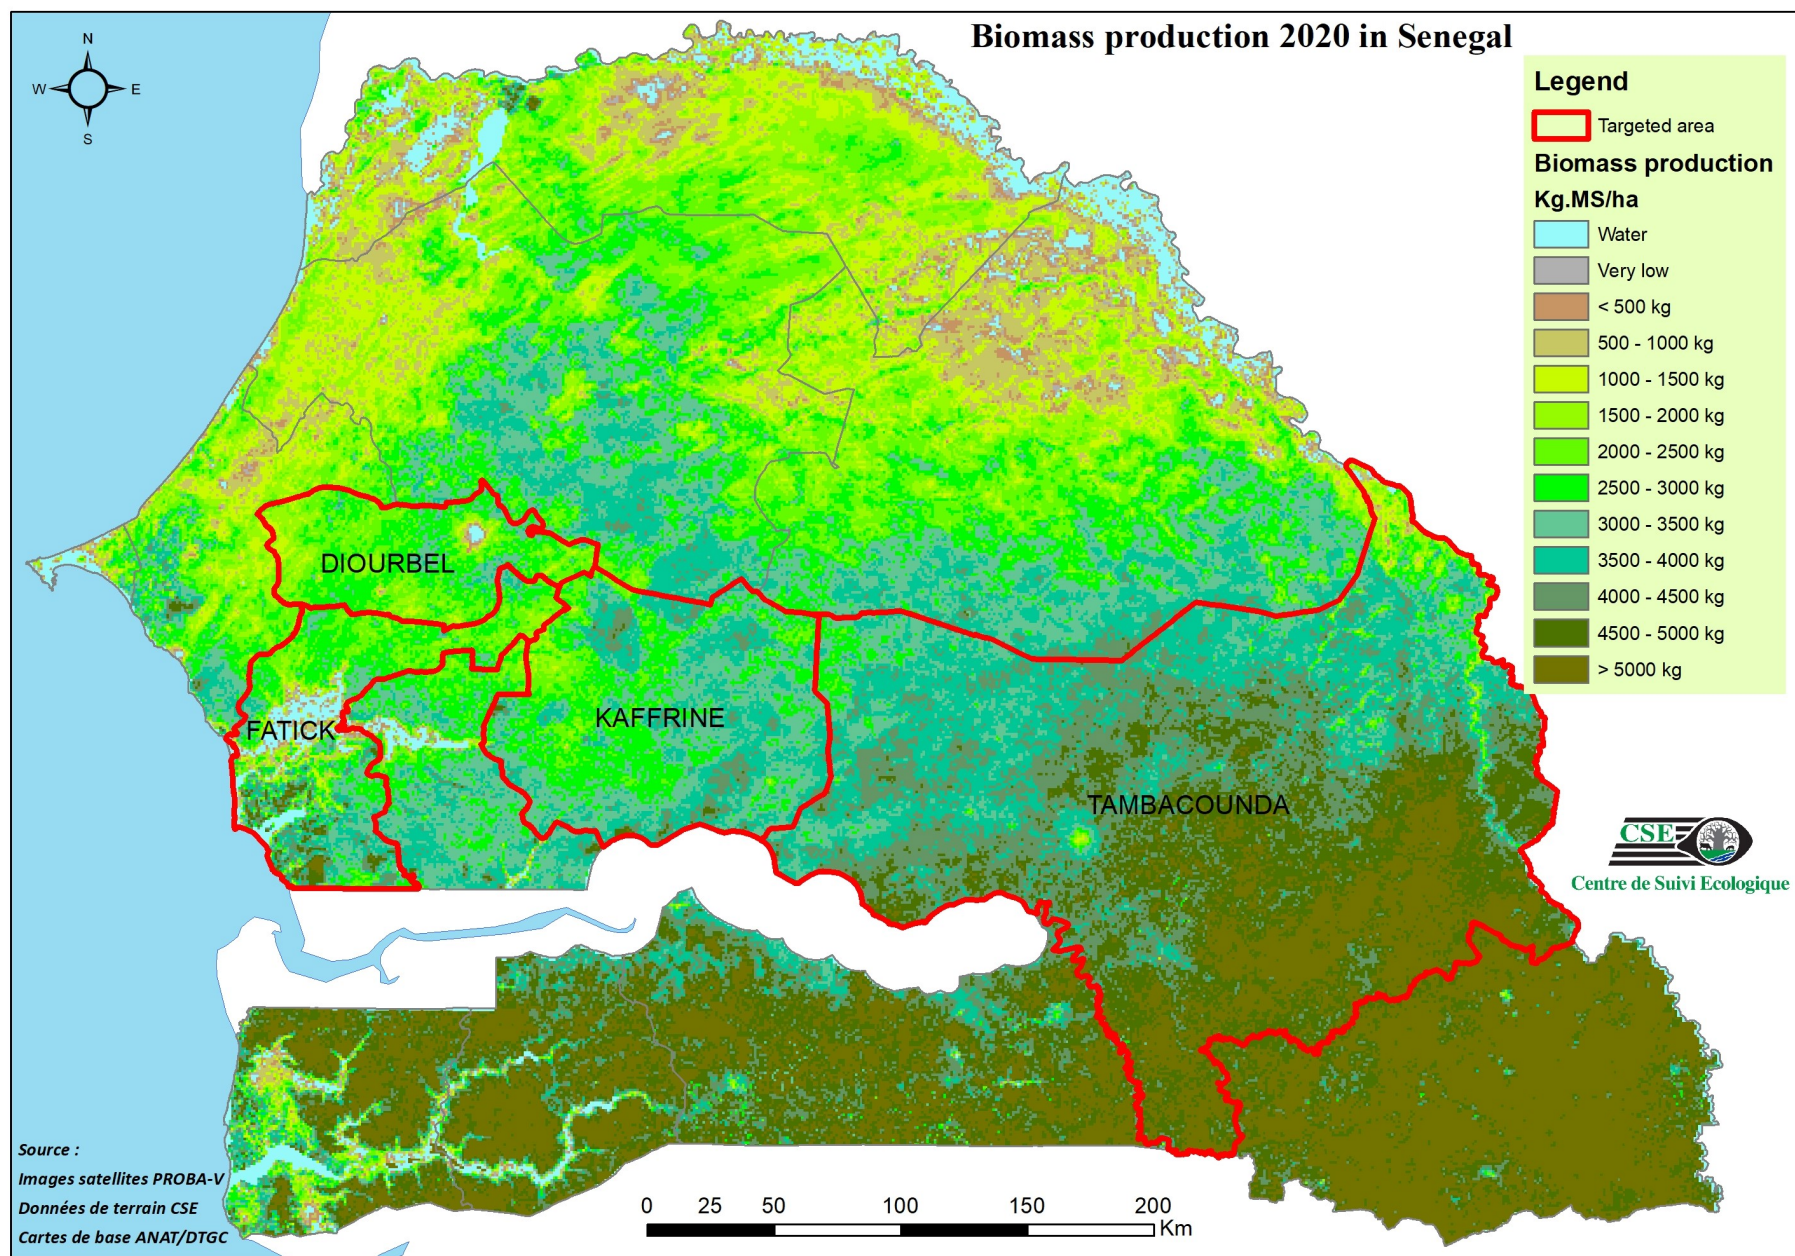 Biomass production 2020 in Senegal
N
W
E
S
Legend
Targeted area
Biomass production
Kg.MS/ha
Water
Very low
< 500 kg
500 - 1000 kg
1000 - 1500 kg
1500 - 2000 kg
2000 - 2500 kg
2500 - 3000 kg
3000 - 3500 kg
3500 - 4000 kg
4000 - 4500 kg
4500 - 5000 kg
> 5000 kg
DIOURBEL
FATICK
KAFFRINE
TAMBACOUNDA
CSE
Centre de Suivi Ecologique
Source :
Images satellites PROBA-V
Données de terrain CSE
Cartes de base ANAT/DTGC
0 25 50 100 150 200
Km